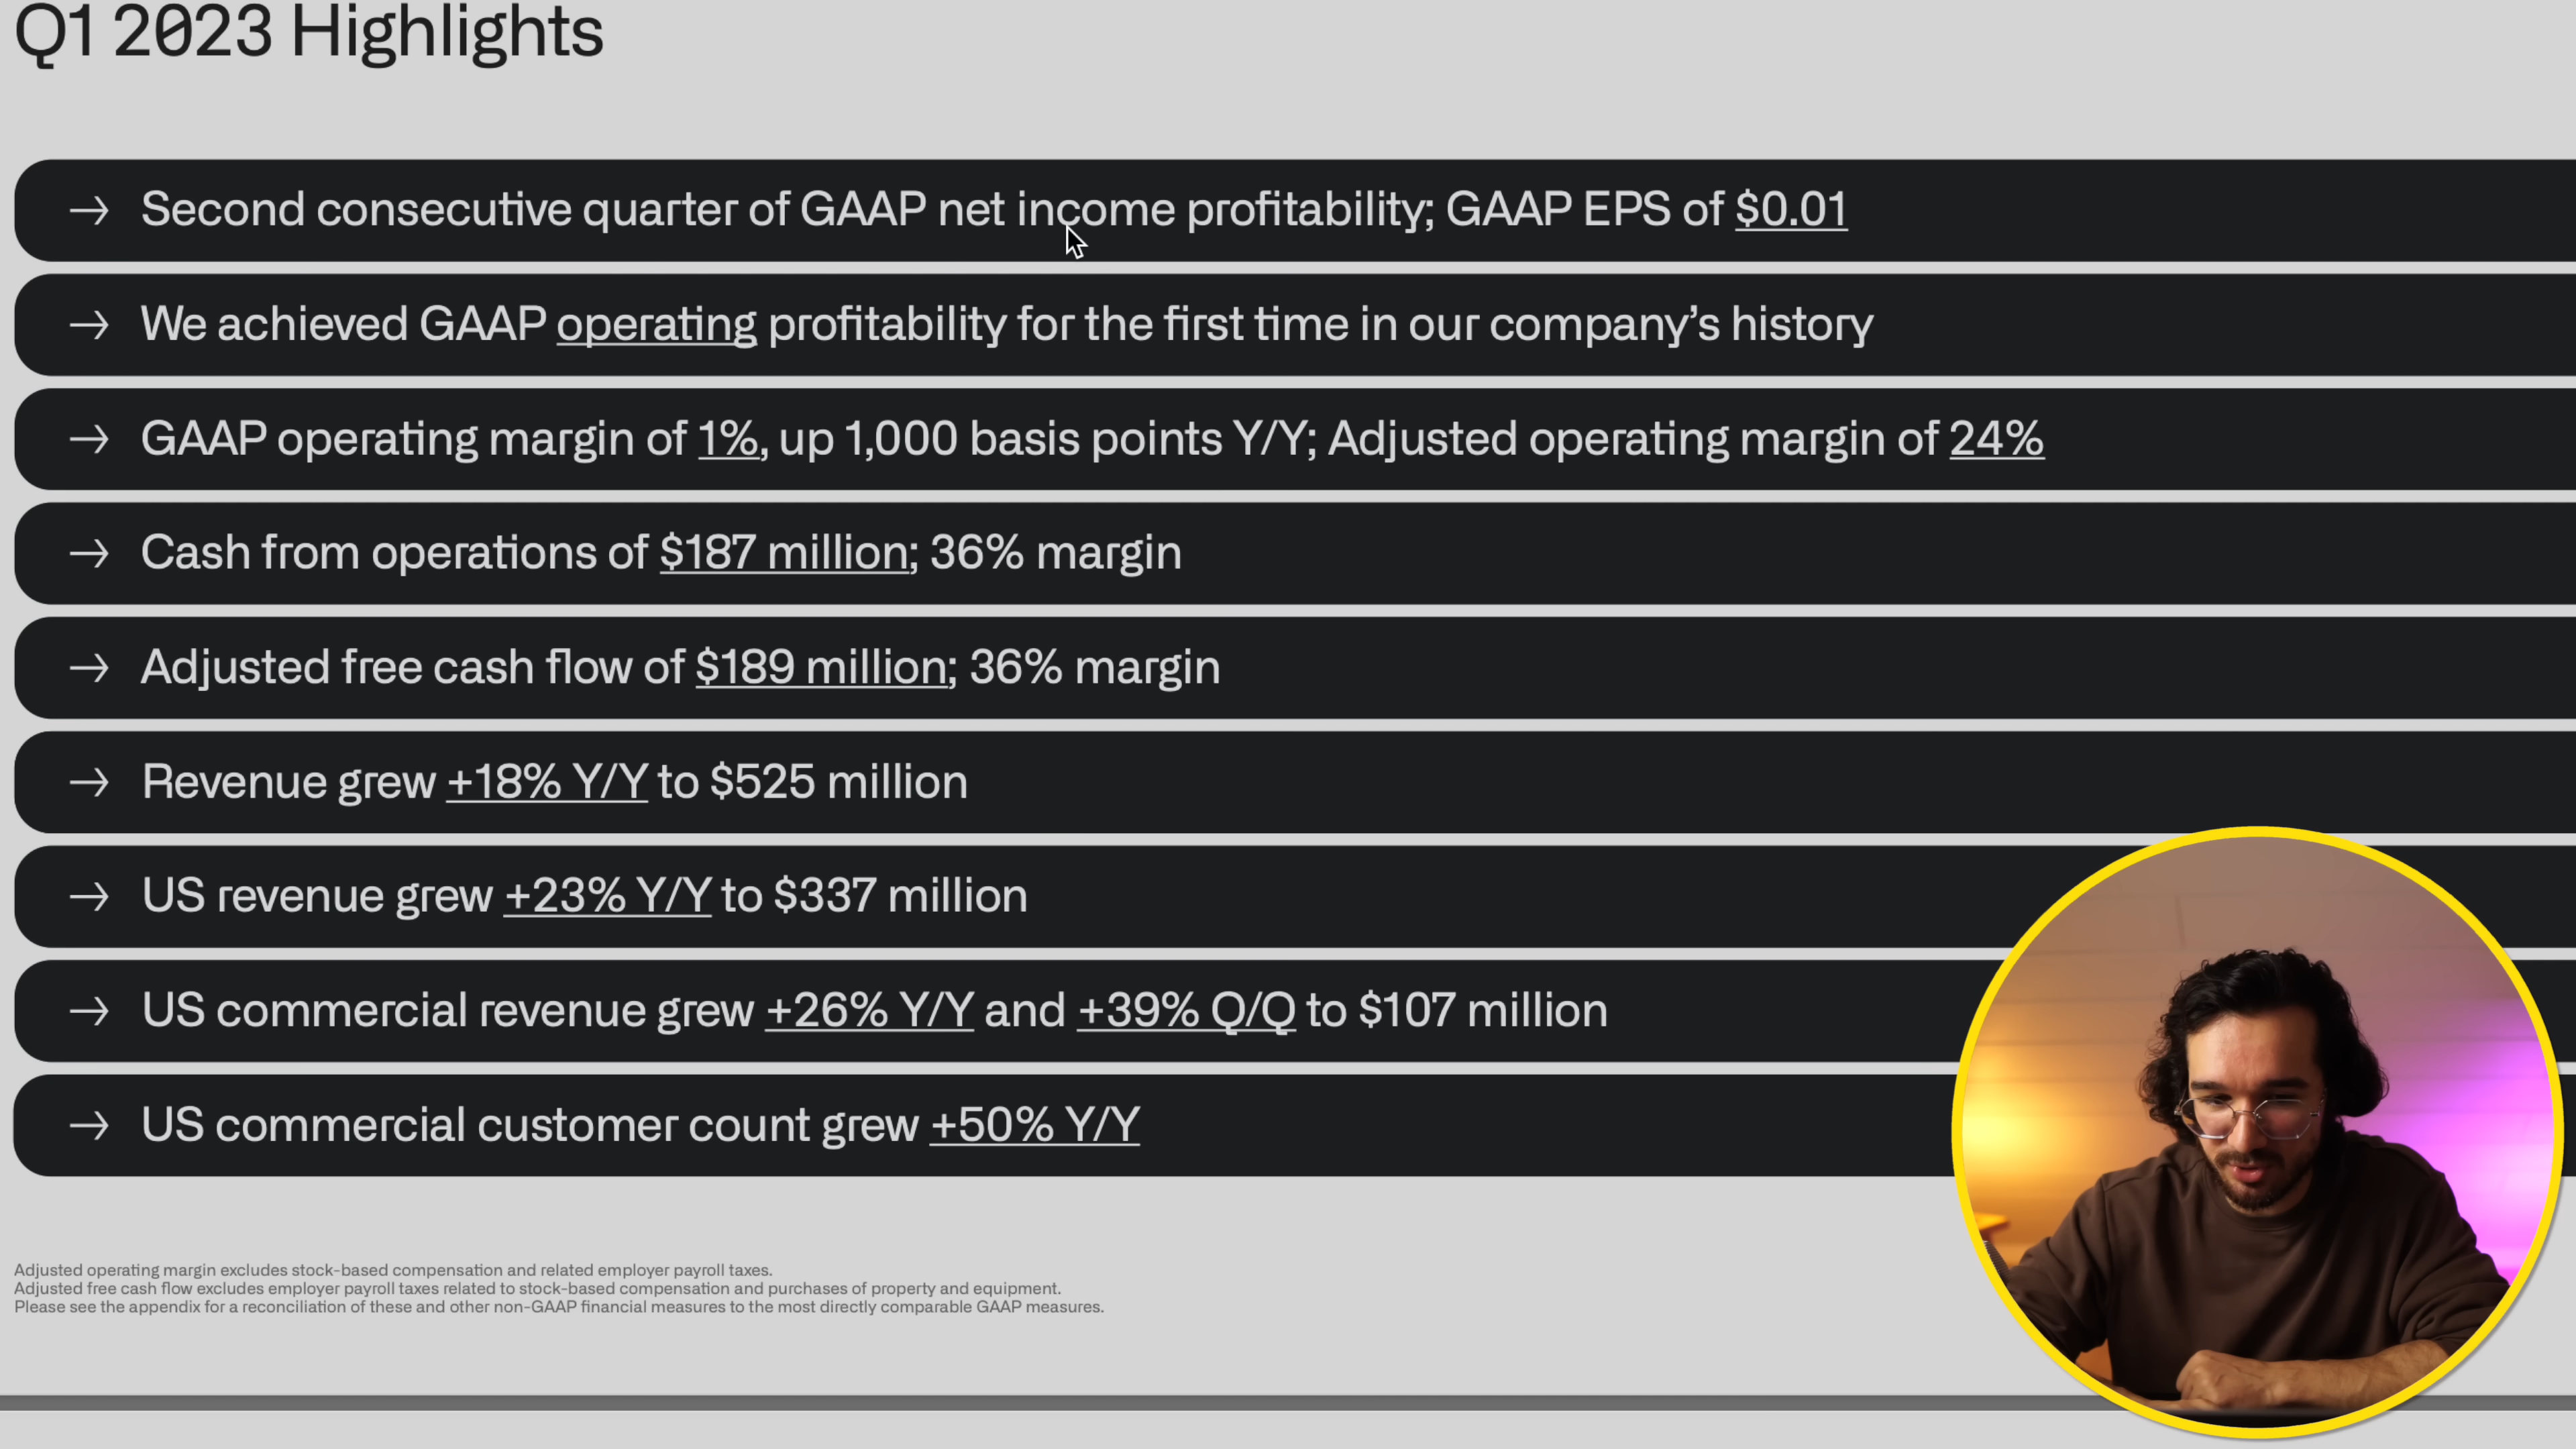 Q1 2023 Highlights
→ Second consecutive quarter of GAAP net income profitability; GAAP EPS of $0.01
→ We achieved GAAP operating profitability for the first time in our company’s history
→ GAAP operating margin of 1%, up 1,000 basis points Y/Y; Adjusted operating margin of 24%
→ Cash from operations of $187 million; 36% margin
→ Adjusted free cash flow of $189 million; 36% margin
→ Revenue grew +18% Y/Y to $525 million
→ US revenue grew +23% Y/Y to $337 million
→ US commercial revenue grew +26% Y/Y and +39% Q/Q to $107 million
→ US commercial customer count grew +50% Y/Y
Adjusted operating margin excludes stock-based compensation and related employer payroll taxes.
Adjusted free cash flow excludes employer payroll taxes related to stock-based compensation and purchases of property and equipment.
Please see the appendix for a reconciliation of these and other non-GAAP financial measures to the most directly comparable GAAP measures.